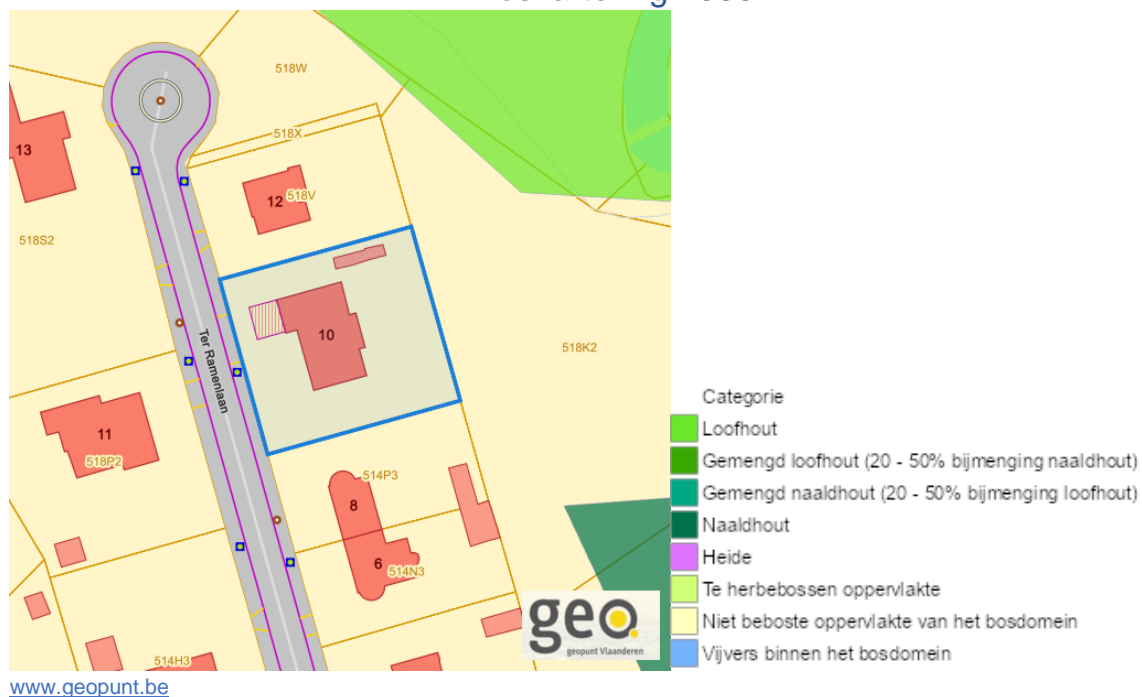 518W
518X
13
12
518V
518S2
10
518K2
Ter Ramenlaan
11
518P2
514P3
8
6
514N3
514H3
geo
geopunt Vlaanderen
Categorie
Loofhout
Gemengd loofhout (20 - 50% bijmenging naaldhout)
Gemengd naaldhout (20 - 50% bijmenging loofhout)
Naaldhout
Heide
Te herbebossen oppervlakte
Niet beboste oppervlakte van het bosdomein
Vijvers binnen het bosdomein
www.geopunt.be